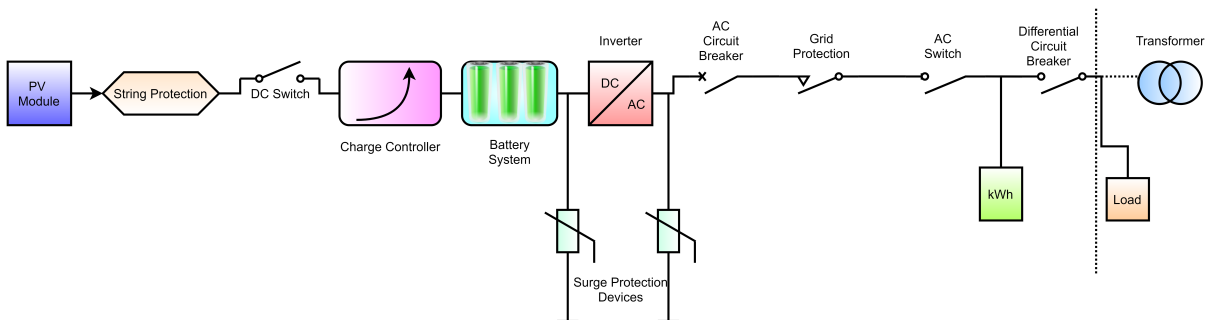 PV
Module
String Protection
DC Switch
Charge Controller
Battery
System
Inverter
DC
AC
Surge Protection
Devices
AC
Circuit
Breaker
Grid
Protection
AC
Switch
kWh
Differential
Circuit
Breaker
Load
Transformer